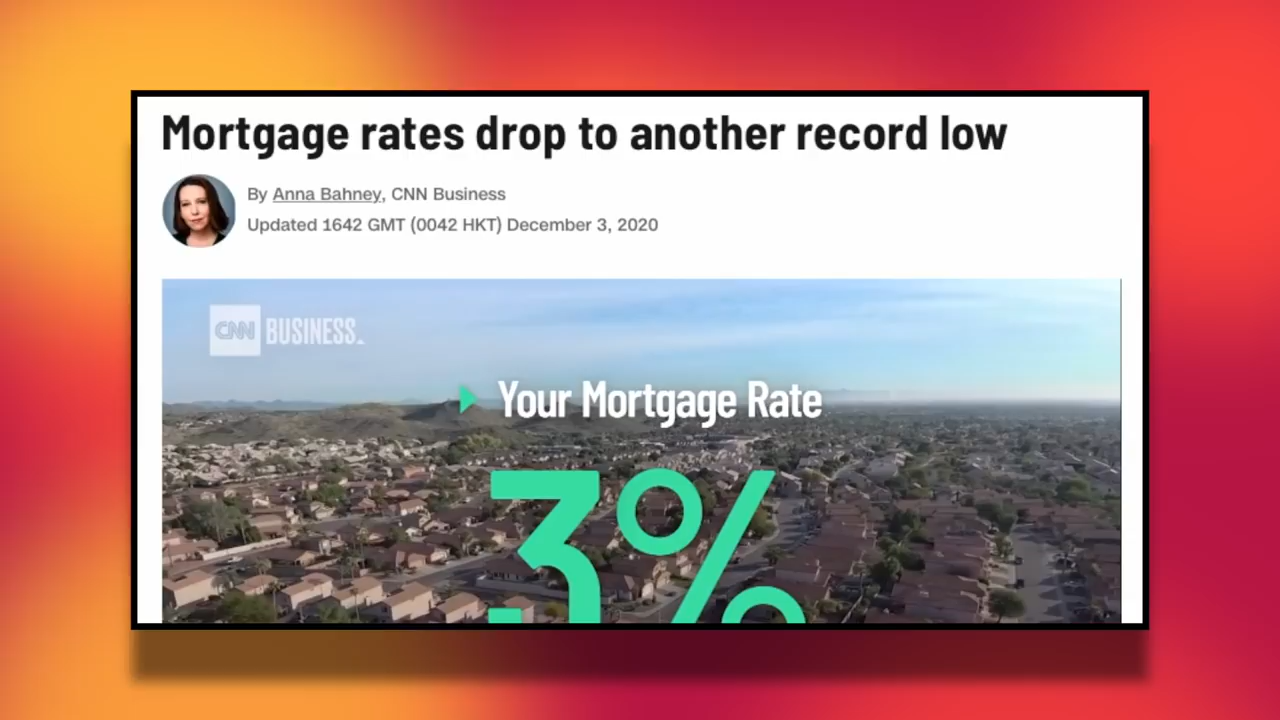 Mortgage rates drop to another record low
By Anna Bahney, CNN Business
Updated 1642 GMT (0042 HKT) December 3, 2020
CNN BUSINESS
Your Mortgage Rate
3%